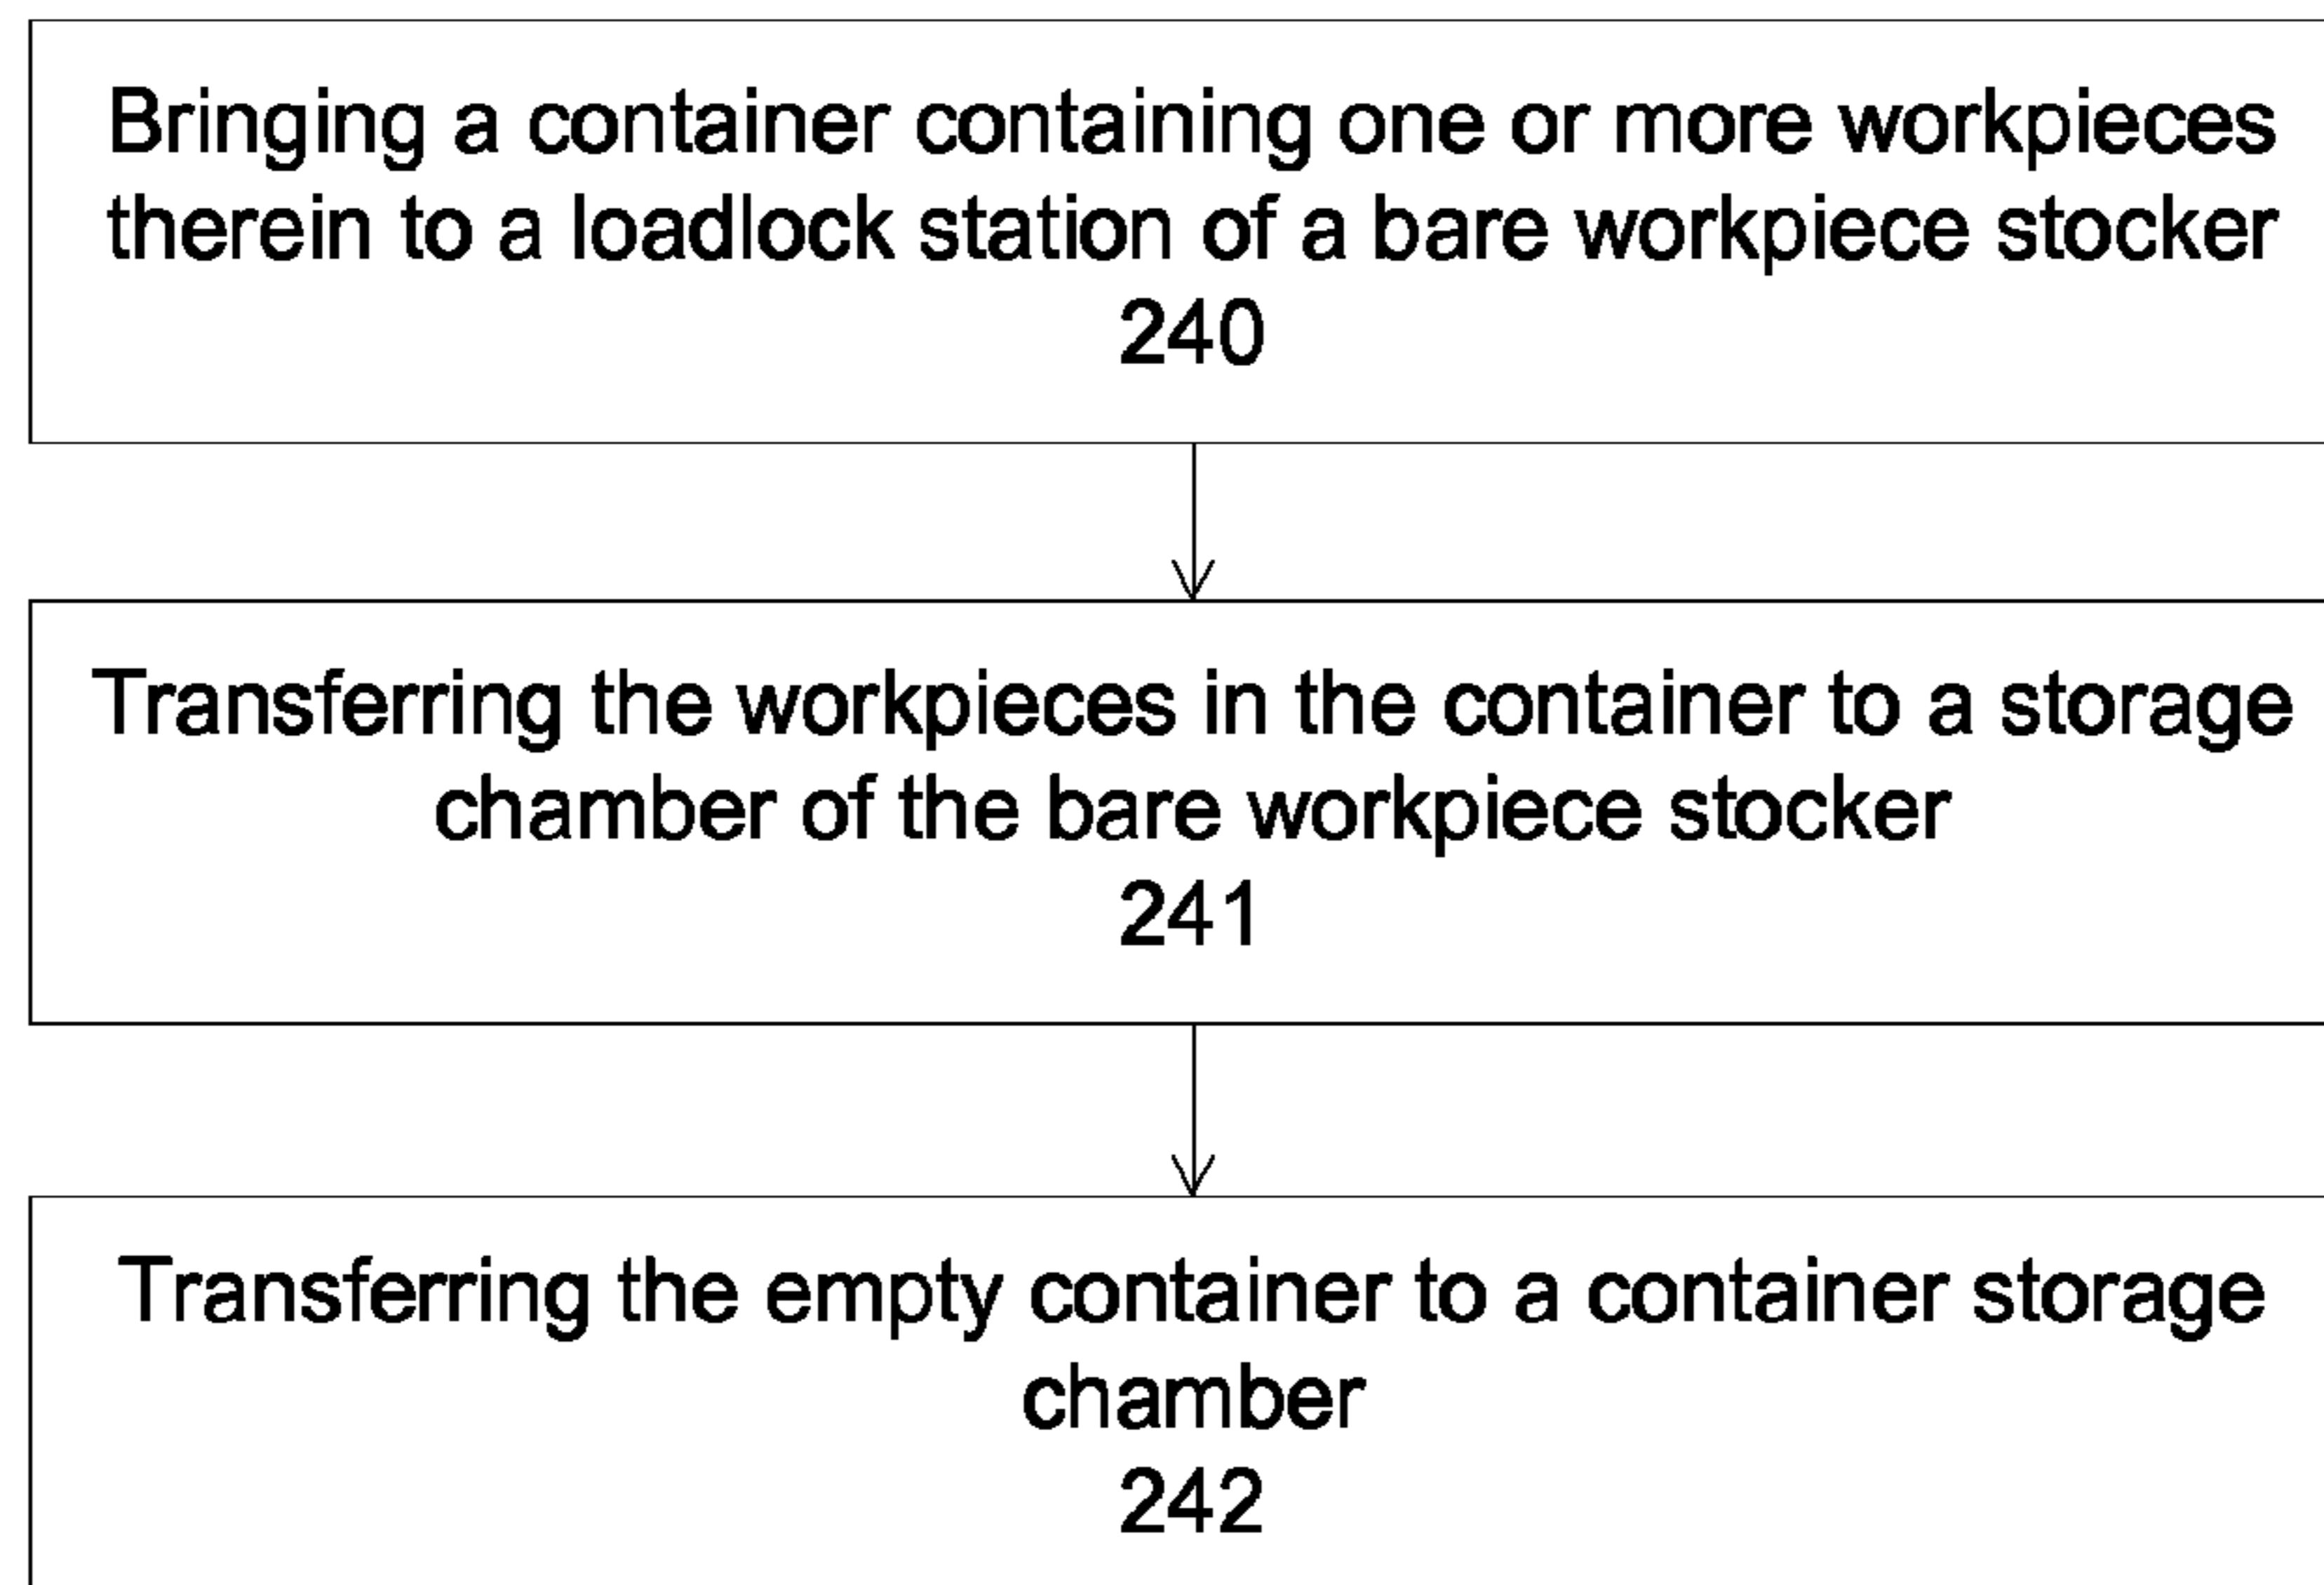 Bringing a container containing one or more workpieces
therein to a loadlock station of a bare workpiece stocker
240
Transferring the workpieces in the container to a storage
chamber of the bare workpiece stocker
241
Transferring the empty container to a container storage
chamber
242